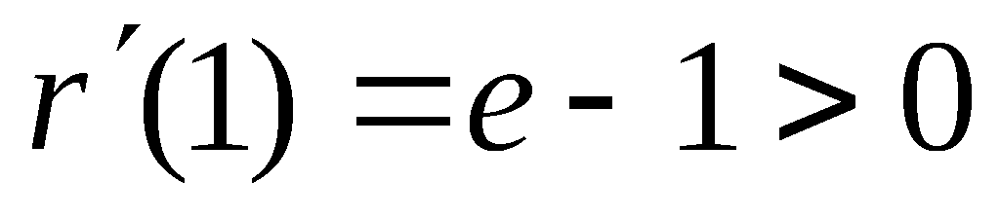 r′(1) = e - 1 > 0